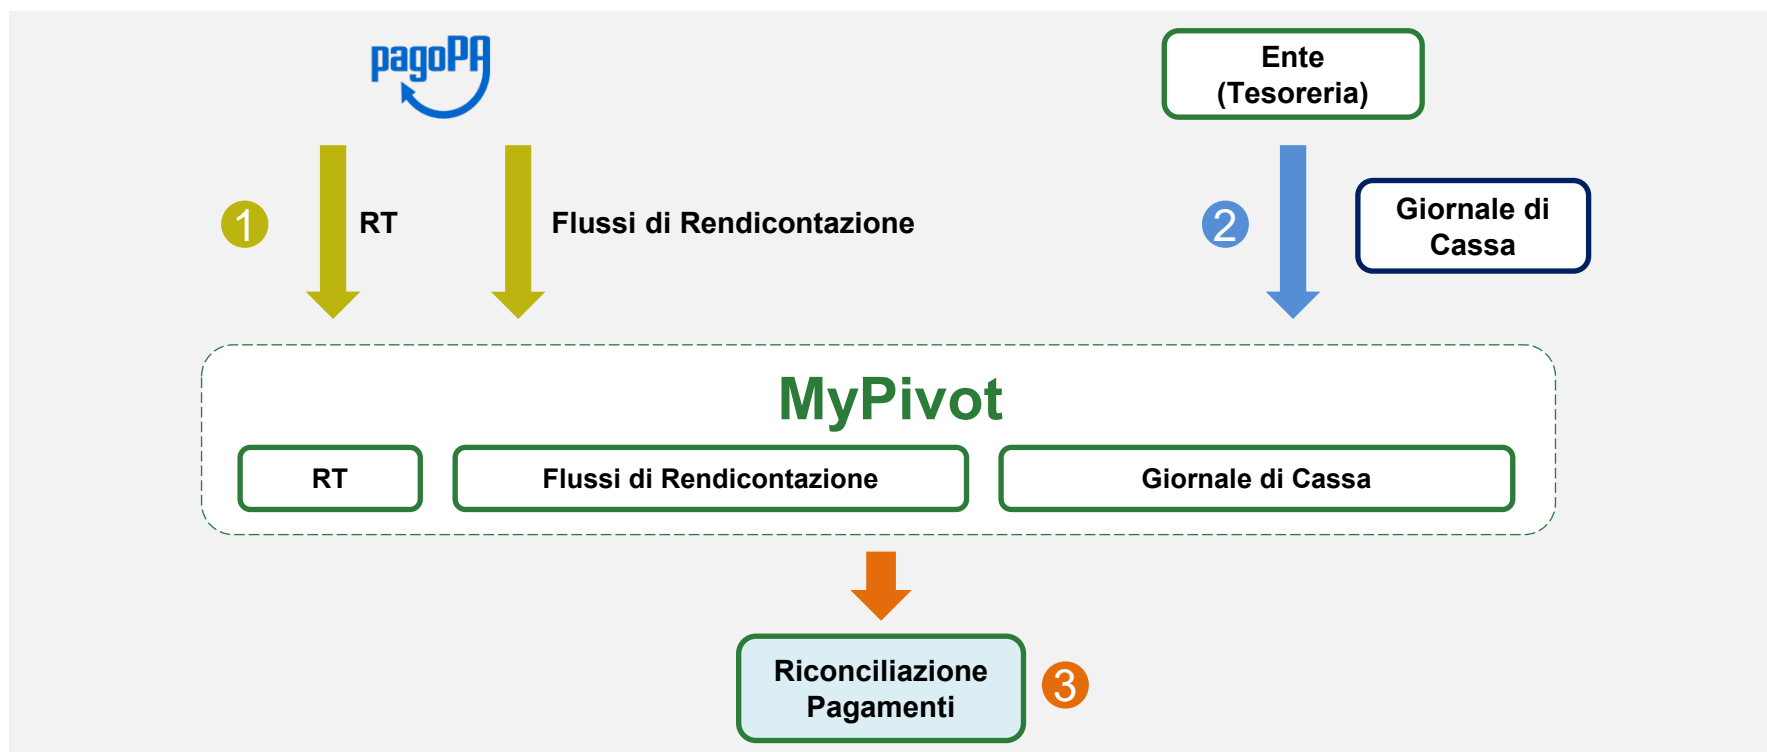 pagoPA
Ente
(Tesoreria)
1
RT
Flussi di Rendicontazione
2
Giornale di
Cassa
MyPivot
RT
Flussi di Rendicontazione
Giornale di Cassa
Riconciliazione
Pagamenti
3